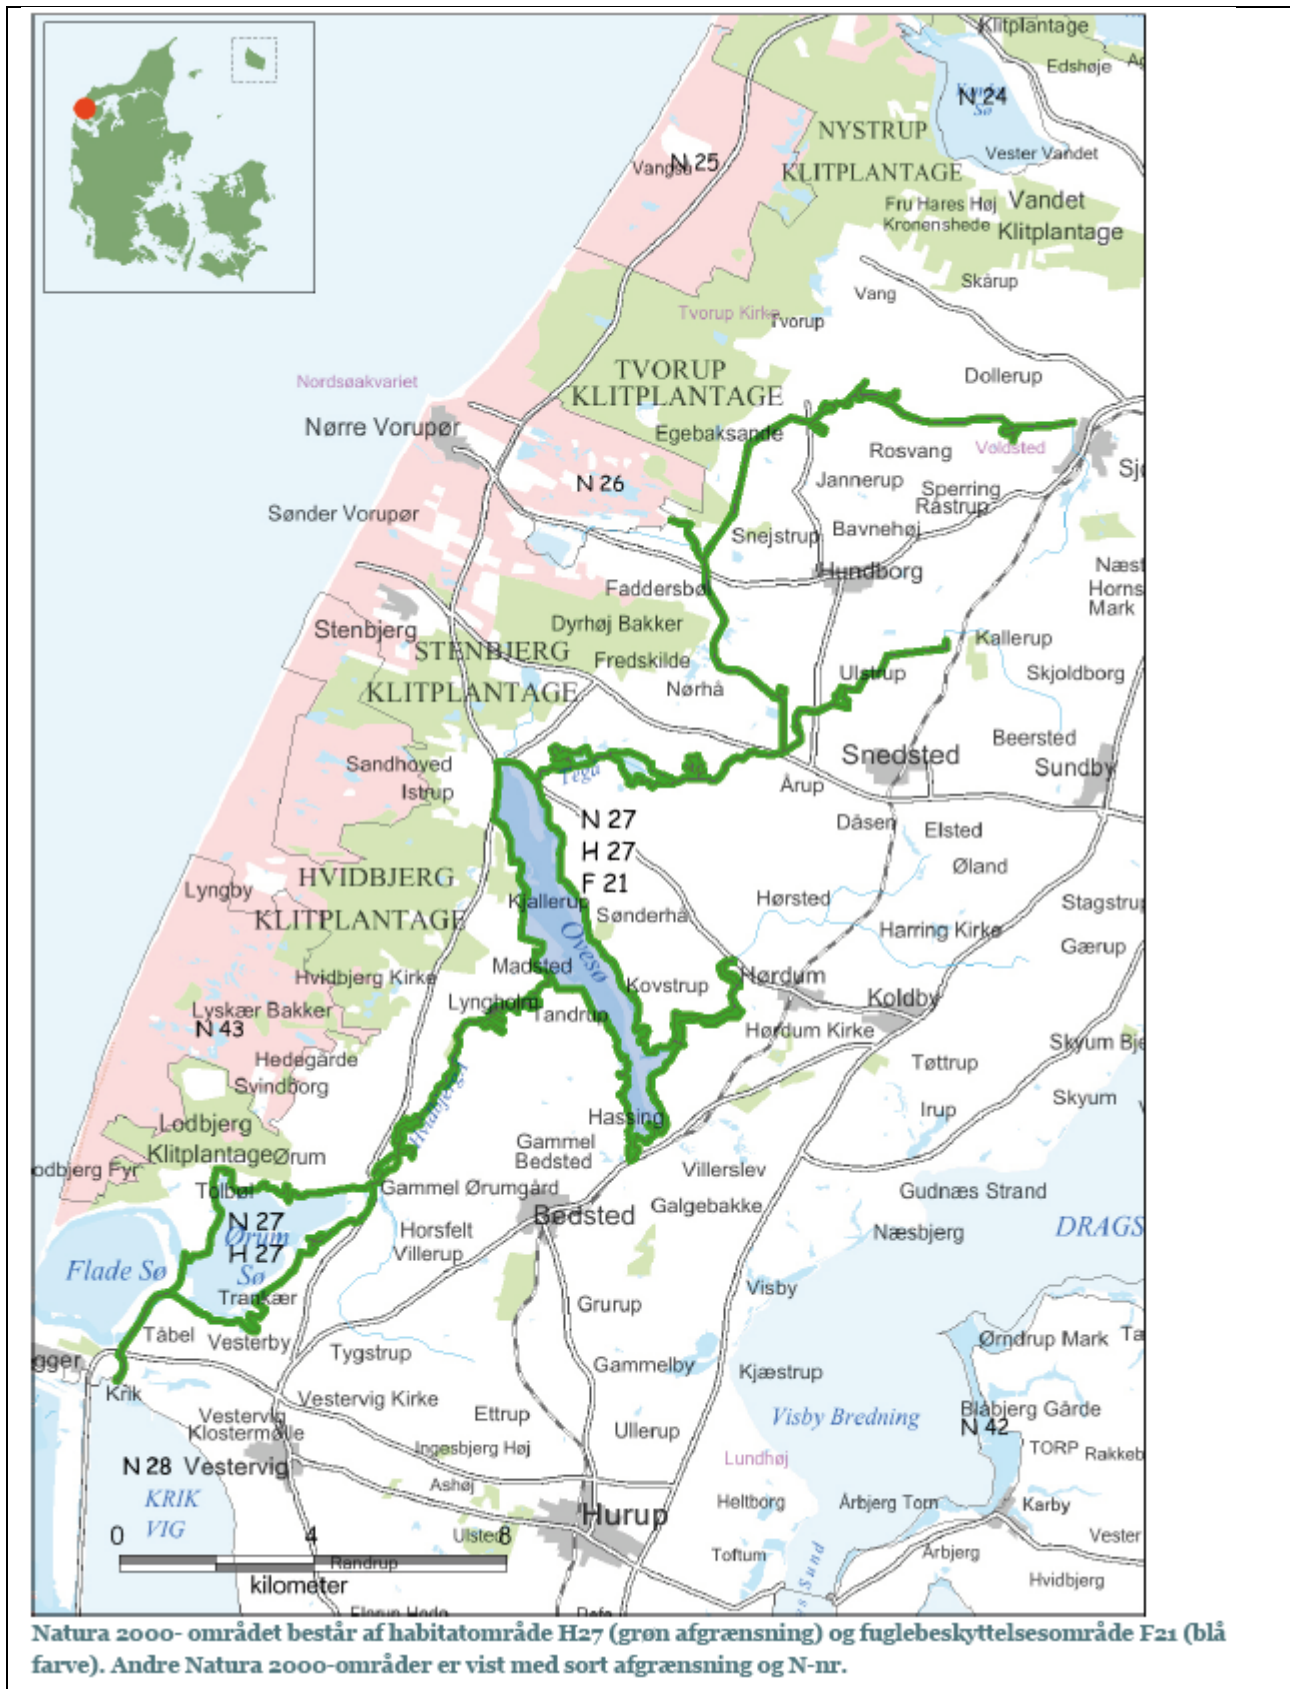 Klitplantage
Edshøje
N 24
Vester Vandet
NYSTRUP
KLITPLANTAGE
N 25
Fru Hares Høj
Kronenshede
Vandet
Klitplantage
Skårup
Vang
Tvorup Kirke
Tvorup
Nordsøakvariet
TVORUP
KLITPLANTAGE
Dollerup
Nørre Vorupør
Egebaksande
Rosvang
Voldsted
N 26
Jannerup
Sperring
Råstrup
Sønder Vorupør
Snejstrup
Bavnehøj
Hundborg
Faddersbøl
Stenbjerg
Dyrhøj Bakker
STENBJERG
KLITPLANTAGE
Fredskilde
Nørhå
Ulstrup
Kallerup
Skjoldborg
Sandhoved
Istrup
Snedsted
Beersted
Sundby
Årup
N 27
H 27
F 21
Dåsen
Elsted
Øland
HVIDBJERG
KLITPLANTAGE
Lyngby
Kjallerup
Ovesø
Sønderhå
Hørsted
Harring Kirke
Gærup
Hvidbjerg Kirke
Madsted
Kovstrup
Hørdum
Koldby
Lyskær Bakker
N 43
Lyngholm
Tandrup
Hørdum Kirke
Hedegårde
Svindborg
Tøttrup
Skyum
Irup
Hassing
Lodbjerg
Klitplantage
Ørum
Gammel
Bedsted
Villerslev
Tolbøl
Gammel Ørumgård
Galgebakke
Gudnæs Strand
N 27
H 27
Ørum
Sø
Bedsted
Horsfelt
Villerup
Næsbjerg
Flade Sø
Trankær
Visby
Tåbel
Vesterby
Grurup
Ørndrup Mark
Tygstrup
Gammelby
Kjæstrup
Krik
Vestervig Kirke
Ettrup
Visby Bredning
Blåbjerg Gårde
N 42
Vestervig
Klostermølle
Ullerup
Ingesbjerg Høj
TORP
N 28
Vestervig
Lundhøj
KRIK
VIG
Ashøj
Heltborg
Årbjerg Torn
Karby
Hurup
Vester
0 4 8
kilometer
Randrup
Toftum
Årbjerg
Hvidbjerg
Natura 2000- området består af habitatområde H27 (grøn afgrænsning) og fuglebeskyttelsesområde F21 (blå
farve). Andre Natura 2000-områder er vist med sort afgrænsning og N-nr.